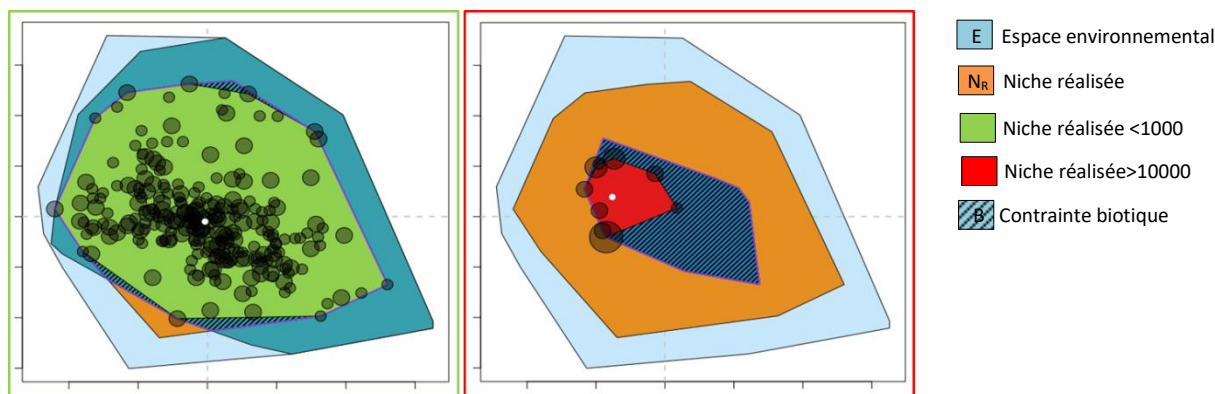 E Espace environnemental
NR Niche réalisée
Niche réalisée <1000
Niche réalisée>10000
B Contrainte biotique